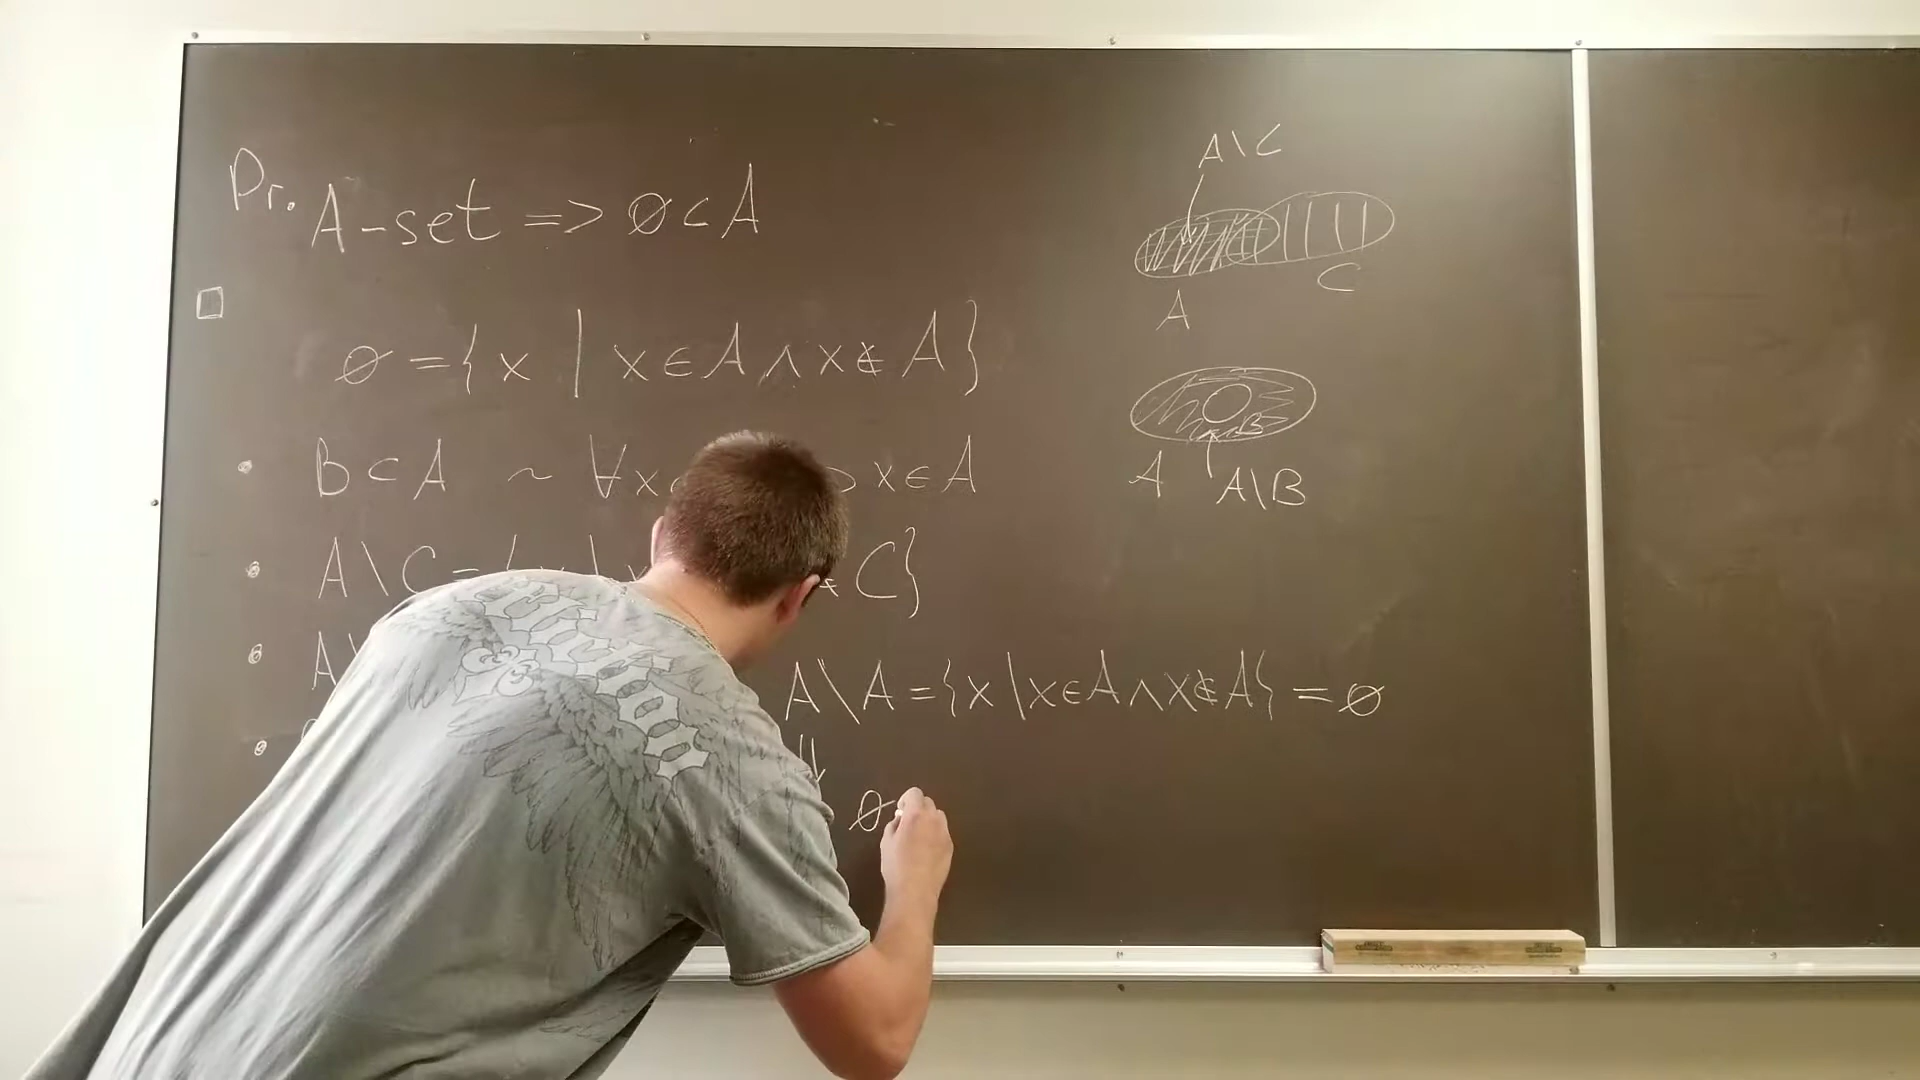 Pr. A-set => ∅⊂A
□
∅ = {x | x∈A∧x∉A}
• B⊂A ~ ∀x x∈A
• A\C = C}
• A\
A\A={x|x∈A∧x∉A} = ∅
•
⇓
∅
A\C
A
C
B
A
A\B